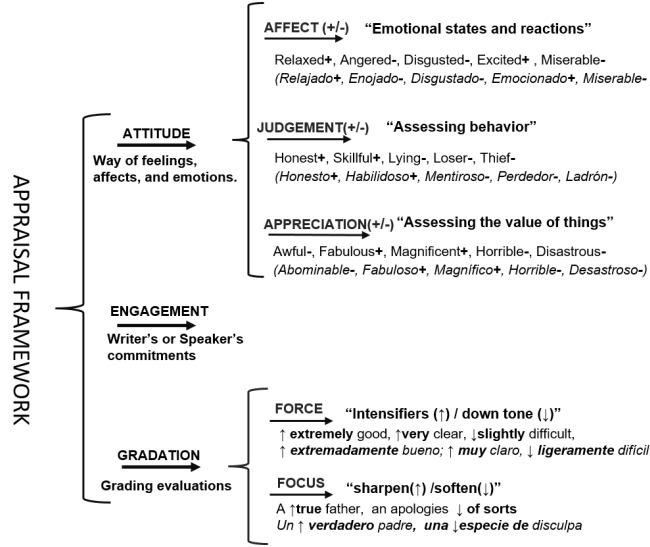 APPRAISAL FRAMEWORK
ATTITUDE
Way of feelings,
affects, and emotions.
AFFECT (+/-) “Emotional states and reactions”
Relaxed+, Angered-, Disgusted-, Excited+ , Miserable-
(Relajado+, Enojado-, Disgustado-, Emocionado+, Miserable-
JUDGEMENT(+/-) “Assessing behavior”
Honest+, Skillful+, Lying-, Loser-, Thief-
(Honesto+, Habilidoso+, Mentiroso-, Perdedor-, Ladrón-)
APPRECIATION(+/-) “Assessing the value of things”
Awful-, Fabulous+, Magnificent+, Horrible-, Disastrous-
(Abominable-, Fabuloso+, Magnífico+, Horrible-, Desastroso-)
ENGAGEMENT
Writer’s or Speaker’s
commitments
GRADATION
Grading evaluations
FORCE “Intensifiers (↑) / down tone (↓)”
↑ extremely good, ↑very clear, ↓slightly difficult,
↑ extremadamente bueno; ↑ muy claro, ↓ ligeramente difícil
FOCUS “sharpen(↑) /soften(↓)”
A ↑true father, an apologies ↓ of sorts
Un ↑ verdadero padre, una ↓especie de disculpa